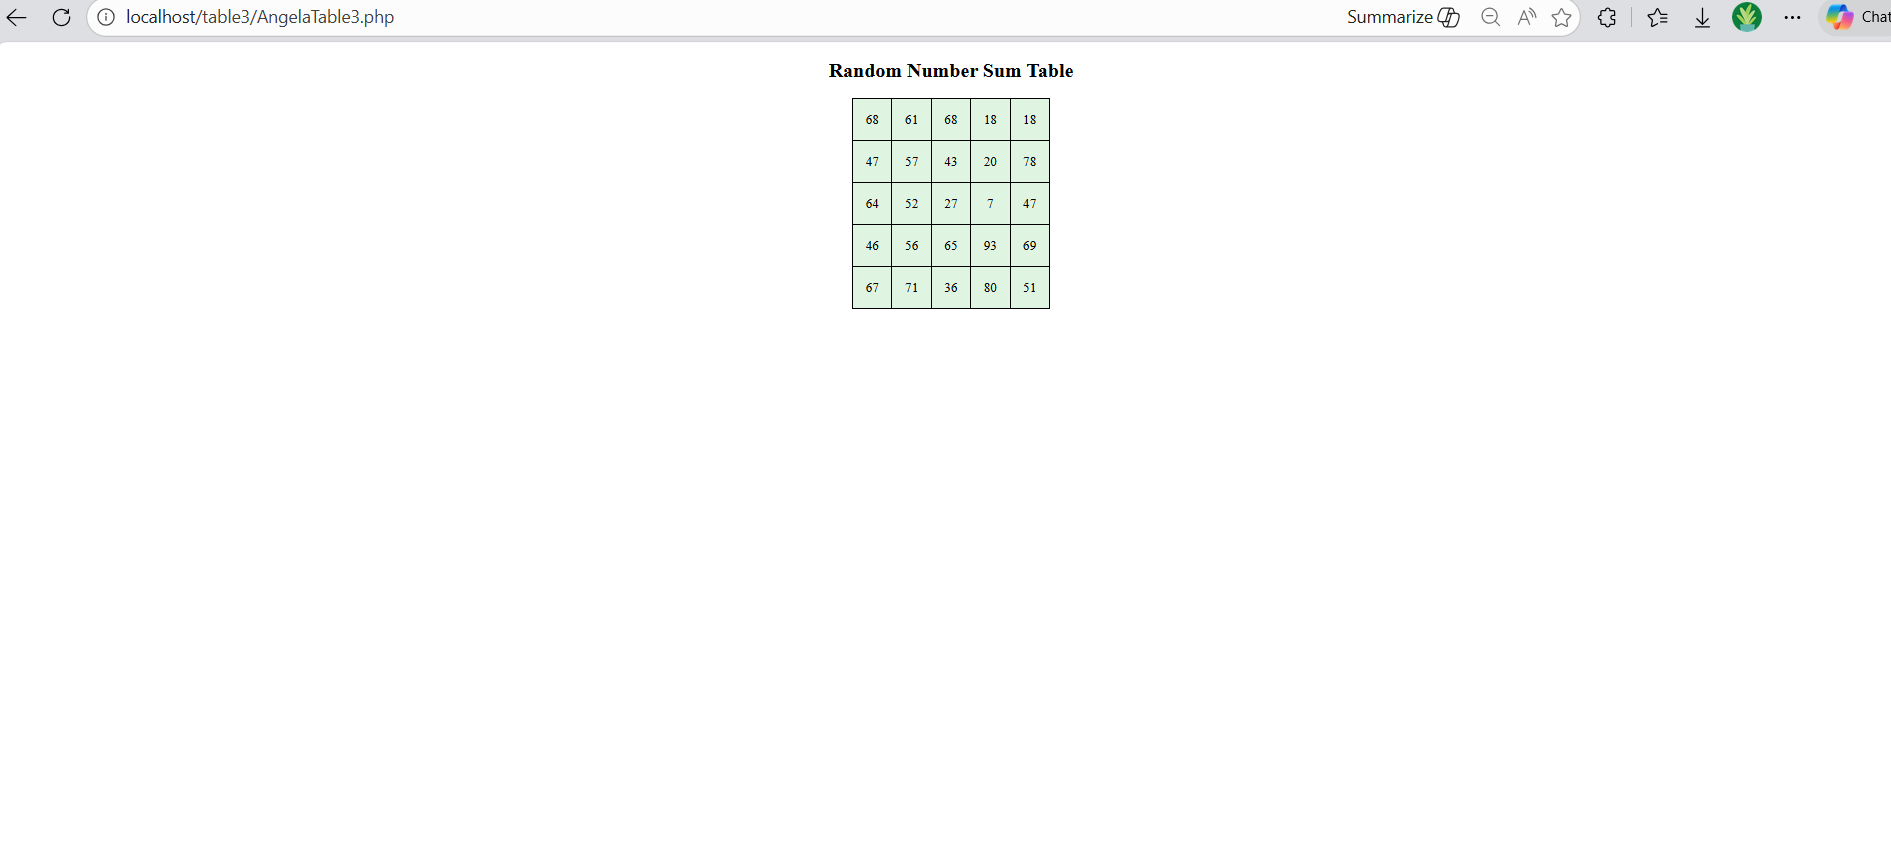 localhost/table3/AngelaTable3.php Summarize Chat
Random Number Sum Table
68 61 68 18 18
47 57 43 20 78
64 52 27 7 47
46 56 65 93 69
67 71 36 80 51